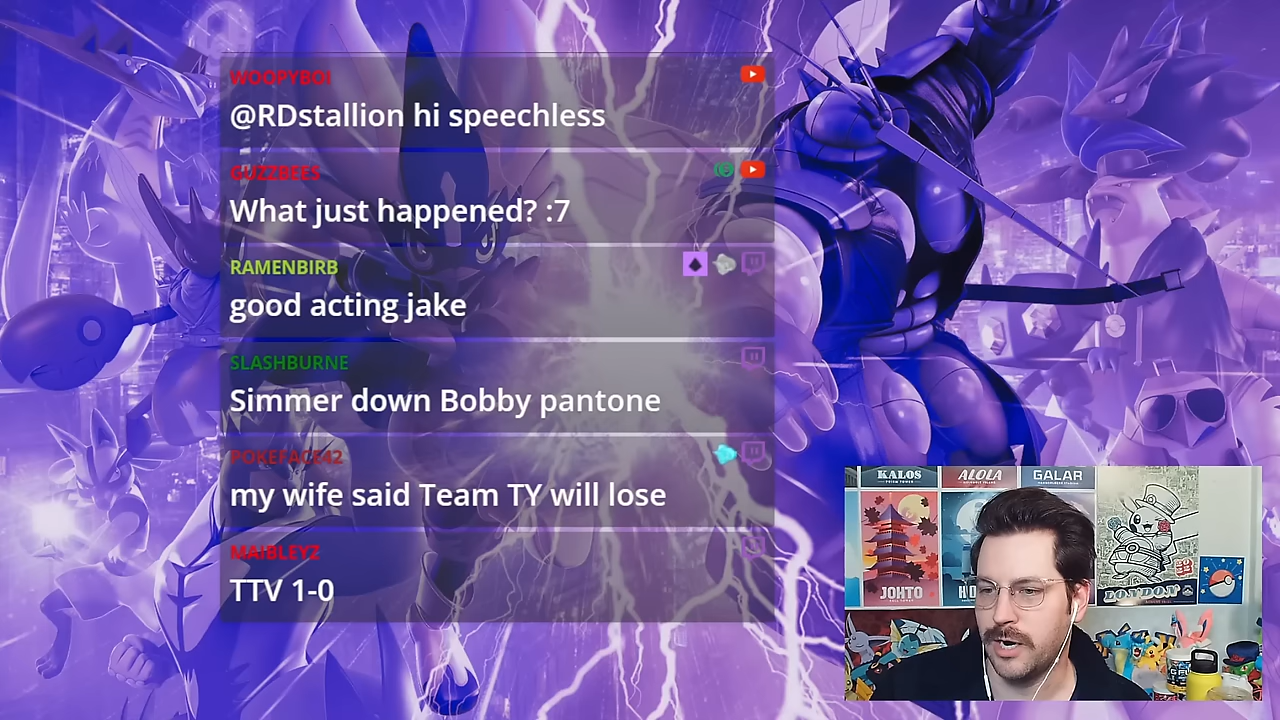 WOOPYBOI
@RDstallion hi speechless
GUZZBEES
What just happened? :7
RAMENBIRB
good acting jake
SLASHBURNE
Simmer down Bobby pantone
POKEFACE42
my wife said Team TY will lose
MAIBLEYZ
TTV 1-0
KALOS
ALOLA
GALAR
JOHTO
HO
LONDON